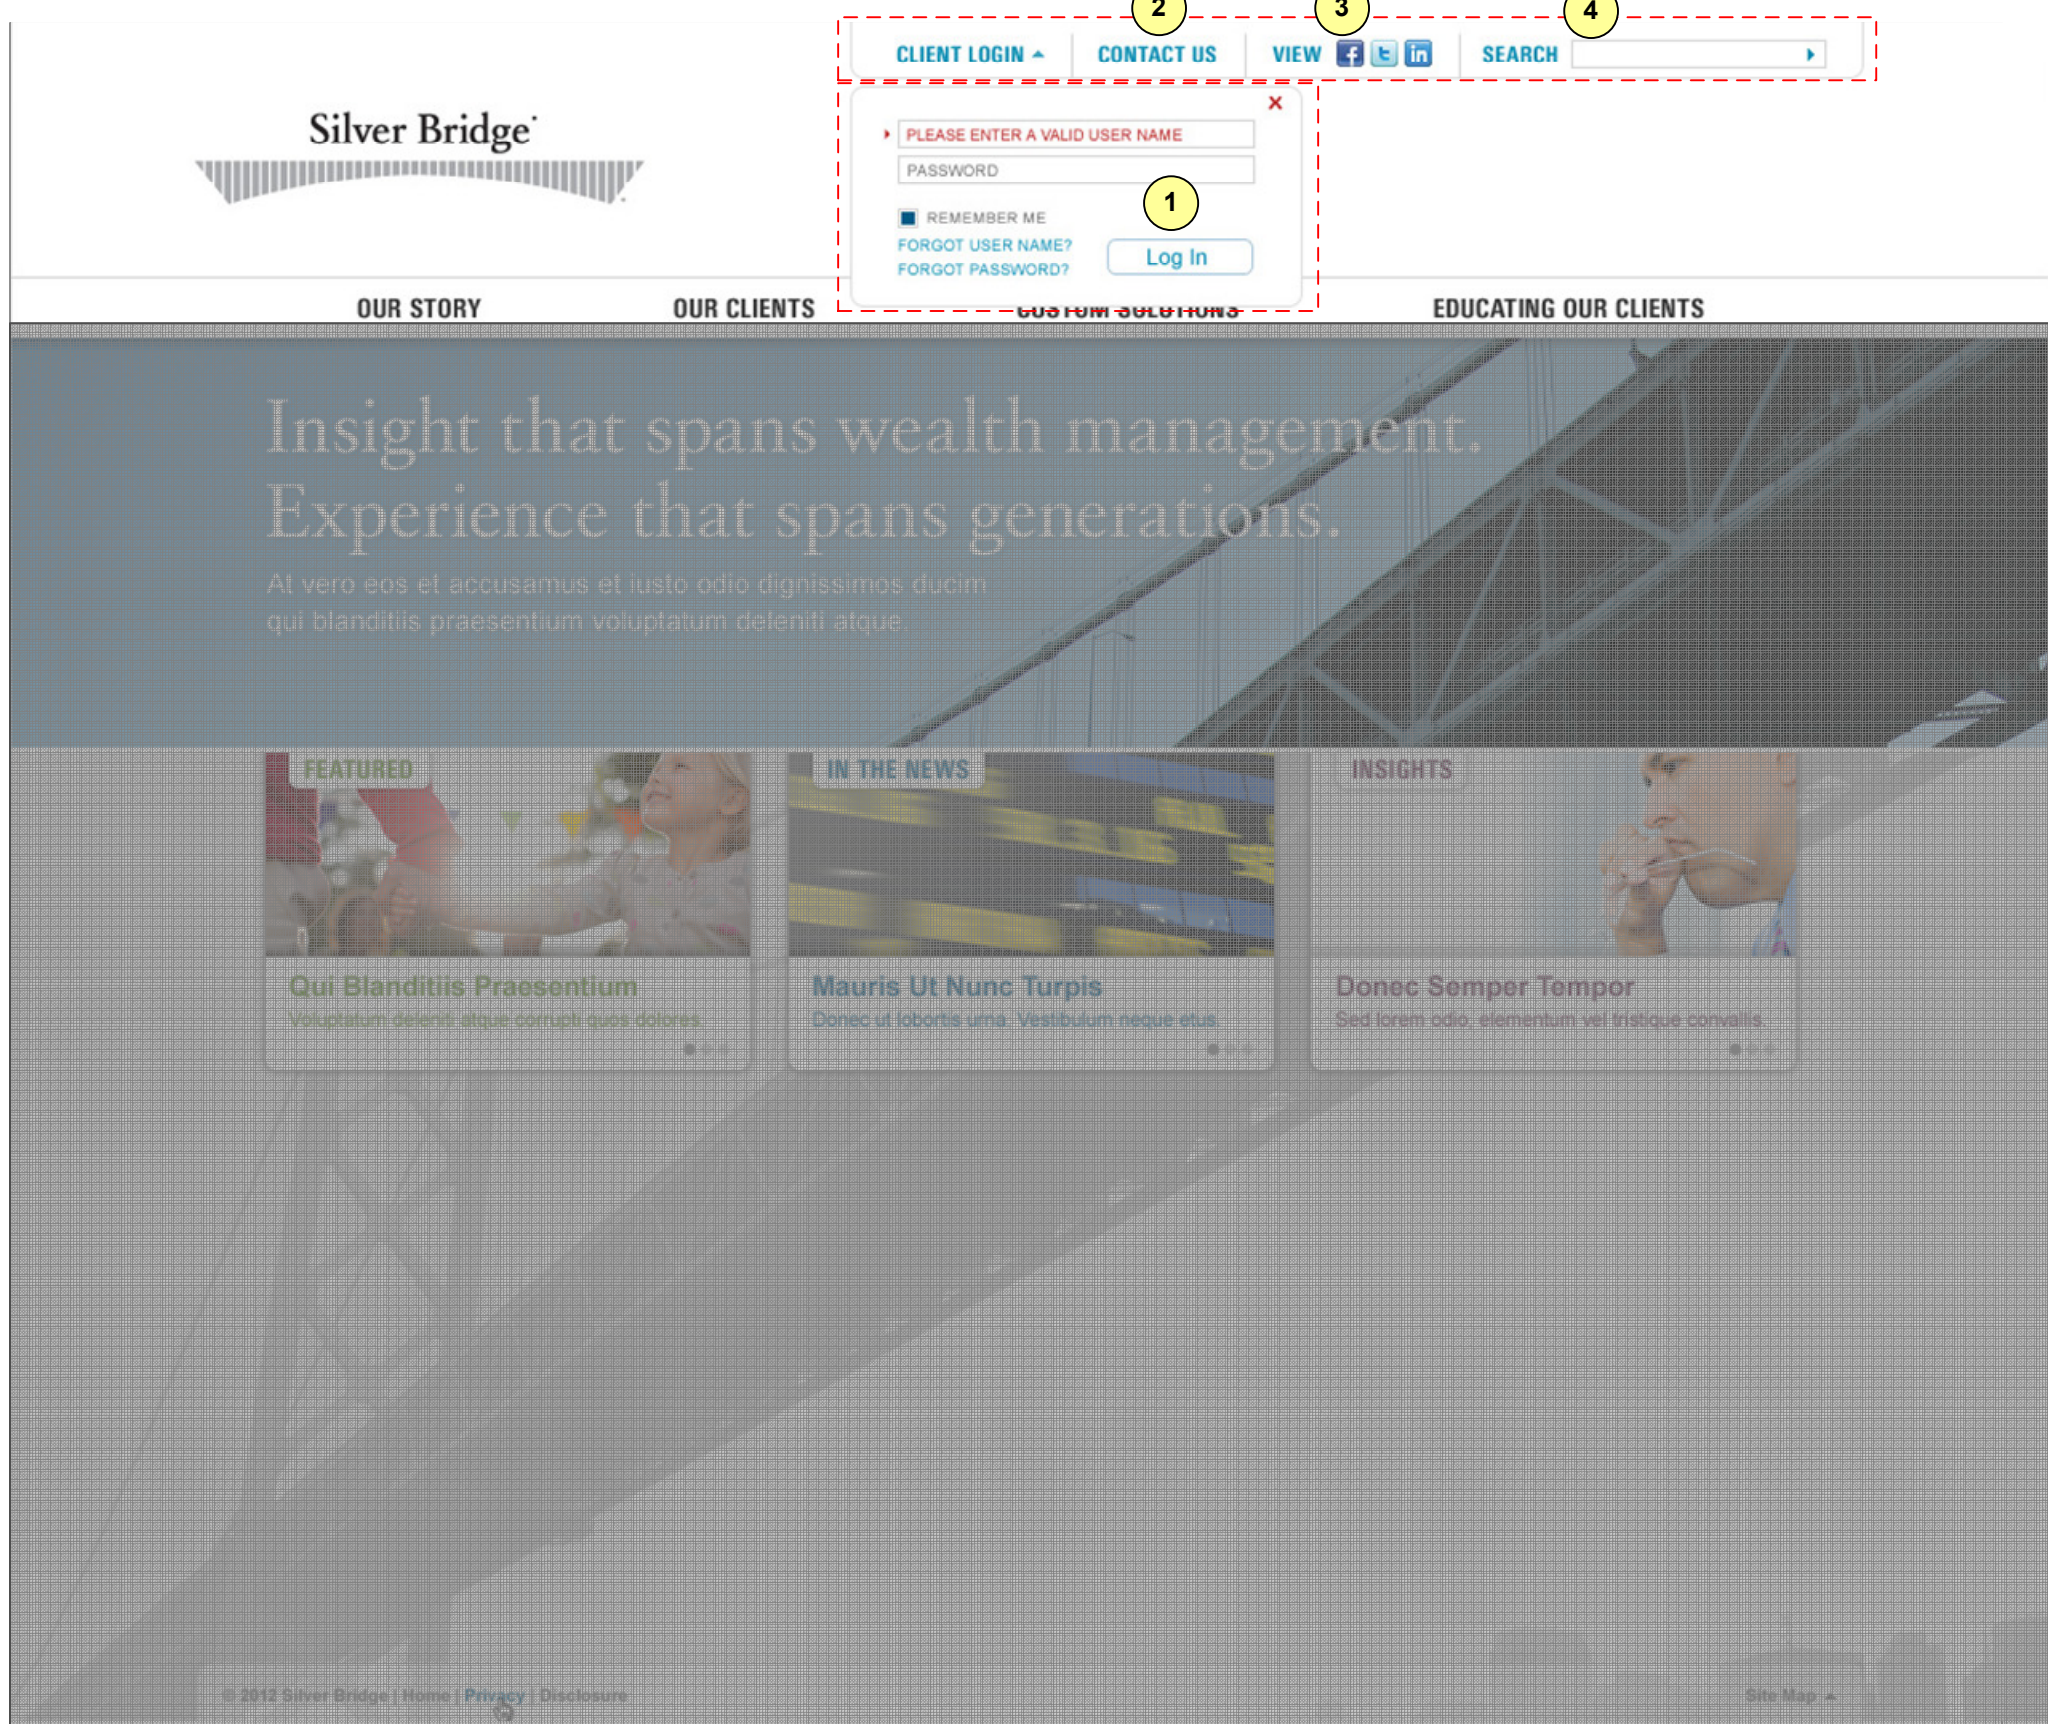 2
3
4
CLIENT LOGIN
CONTACT US
VIEW
f
t
in
SEARCH
Silver Bridge
PLEASE ENTER A VALID USER NAME
PASSWORD
1
REMEMBER ME
FORGOT USER NAME?
FORGOT PASSWORD?
Log In
OUR STORY
OUR CLIENTS
CUSTOM SOLUTIONS
EDUCATING OUR CLIENTS
Insight that spans wealth management.
Experience that spans generations.
At vero eos et accusamus et iusto odio dignissimos ducim
qui blanditiis praesentium voluptatum deleniti atque.
FEATURED
IN THE NEWS
INSIGHTS
Qui Blanditiis Praesentium
Voluptatum deleniti atque corrupti quos dolores.
Mauris Ut Nunc Turpis
Donec ut lobortis urna. Vestibulum neque etus.
Donec Semper Tempor
Sed lorem odio, elementum vel tristique convallis.
© 2012 Silver Bridge | Home | Privacy | Disclosure
Site Map